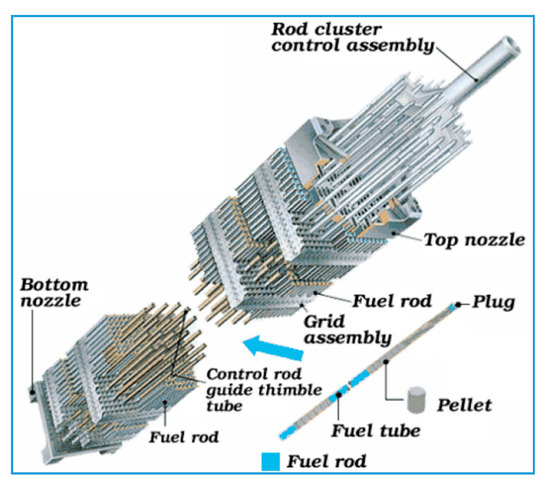 Rod cluster
control assembly
Top nozzle
Bottom
nozzle
Fuel rod
Plug
Grid
assembly
Control rod
guide thimble
tube
Pellet
Fuel rod
Fuel tube
Fuel rod